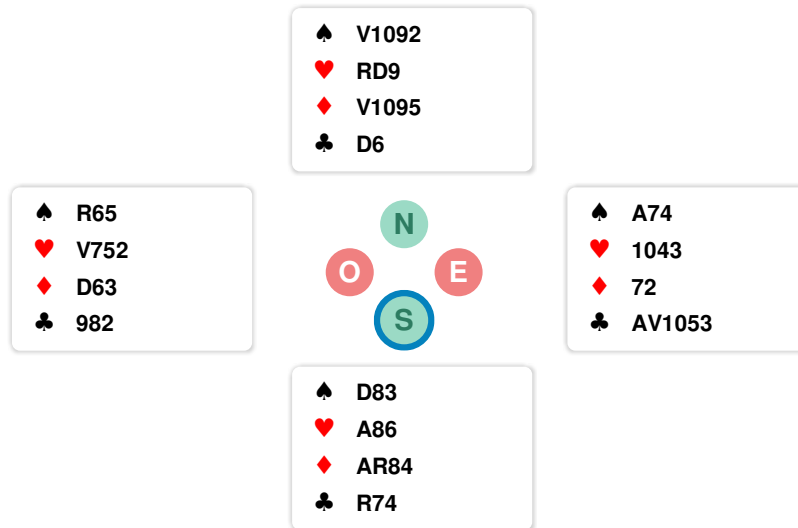 ♠ V1092
♥ RD9
♦ V1095
♣ D6
♠ R65
♥ V752
♦ D63
♣ 982
N
O E
S
♠ A74
♥ 1043
♦ 72
♣ AV1053
♠ D83
♥ A86
♦ AR84
♣ R74